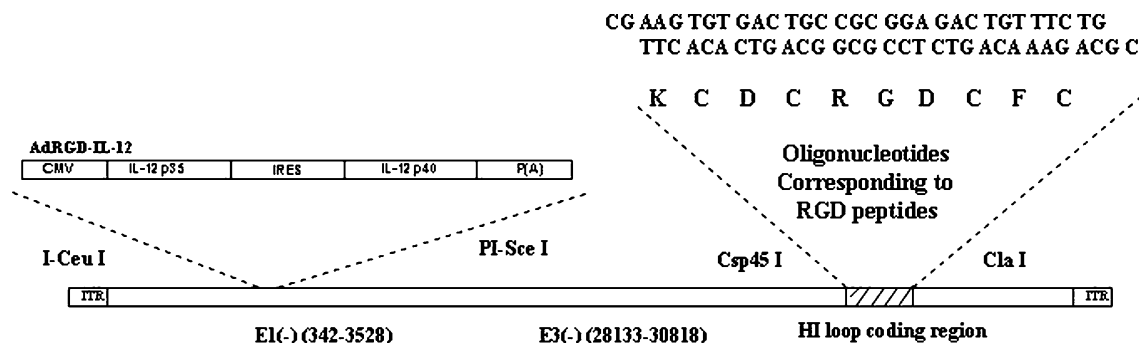 CG AAG TGT GAC TGC CGC GGA GAC TGT TTC TG
TTC ACA CTG ACG GCG CCT CTG ACA AAG ACG C
K C D C R G D C F C
AdRGD-IL-12
CMV IL-12 p35 IRES IL-12 p40 P(A)
Oligonucleotides
Corresponding to
RGD peptides
I-Ceu I
PI-Sce I
Csp45 I
Cla I
ITR
ITR
E1(-) (342-3528)
E3(-) (28133-30818)
HI loop coding region